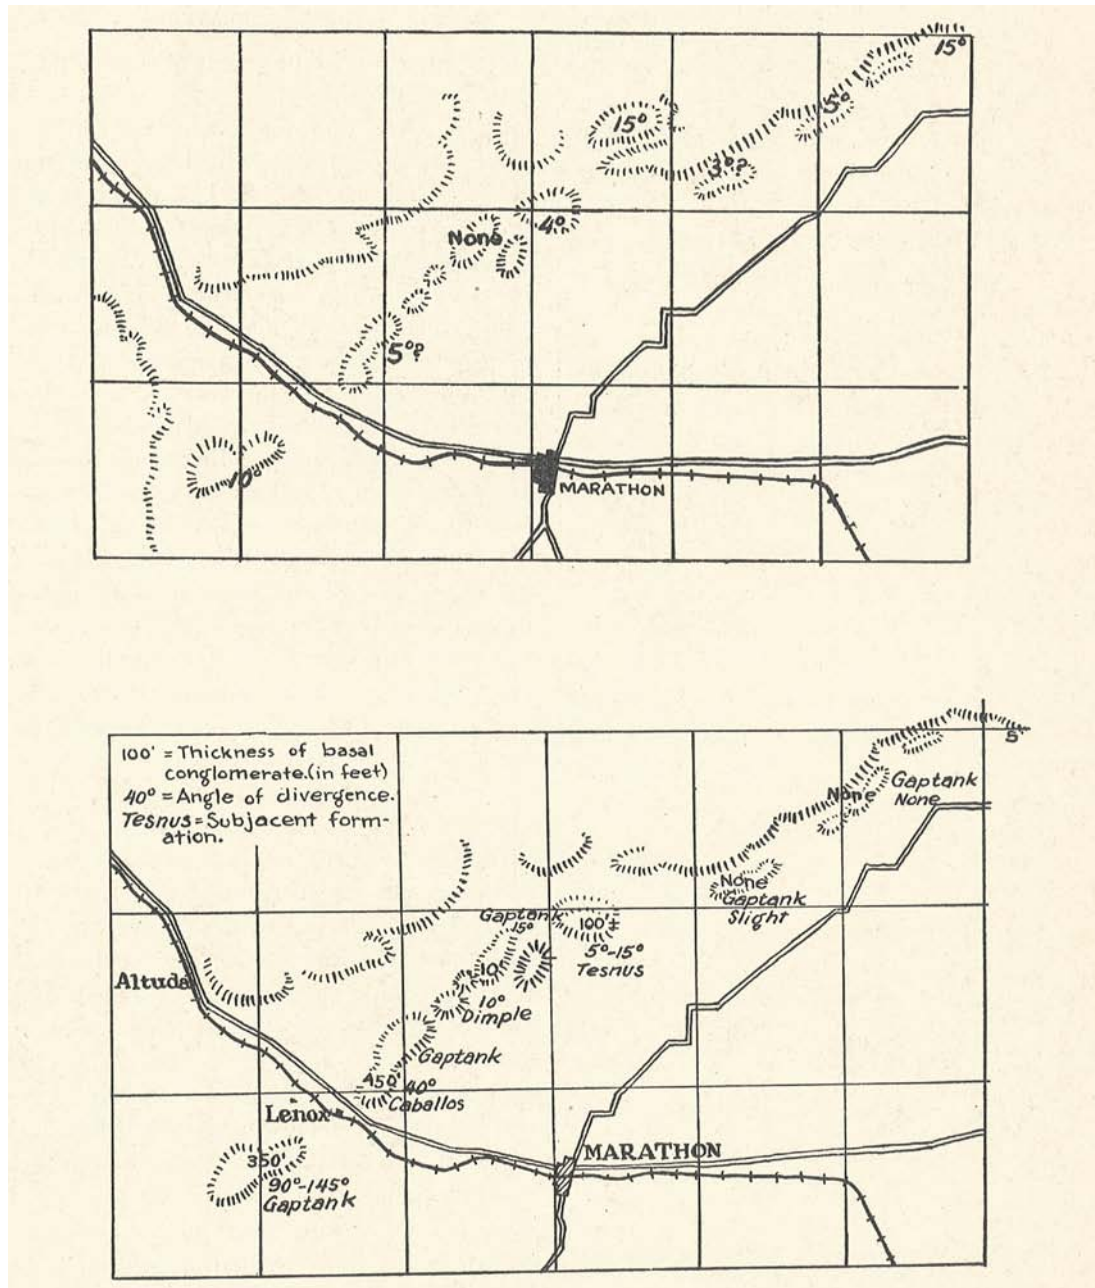 15°
15°
5°
3°?
4°
None
5°?
10°
MARATHON
100' = Thickness of basal
conglomerate.(in feet)
40° = Angle of divergence.
Tesnus = Subjacent form-
ation.
None
Gaptank
None
None
Gaptank
Slight
Gaptank
15°
100'±
5°-15°
Tesnus
Altuda
10'
10°
Dimple
Gaptank
450' 40°
Caballos
Lenox
MARATHON
350'
90°-145°
Gaptank